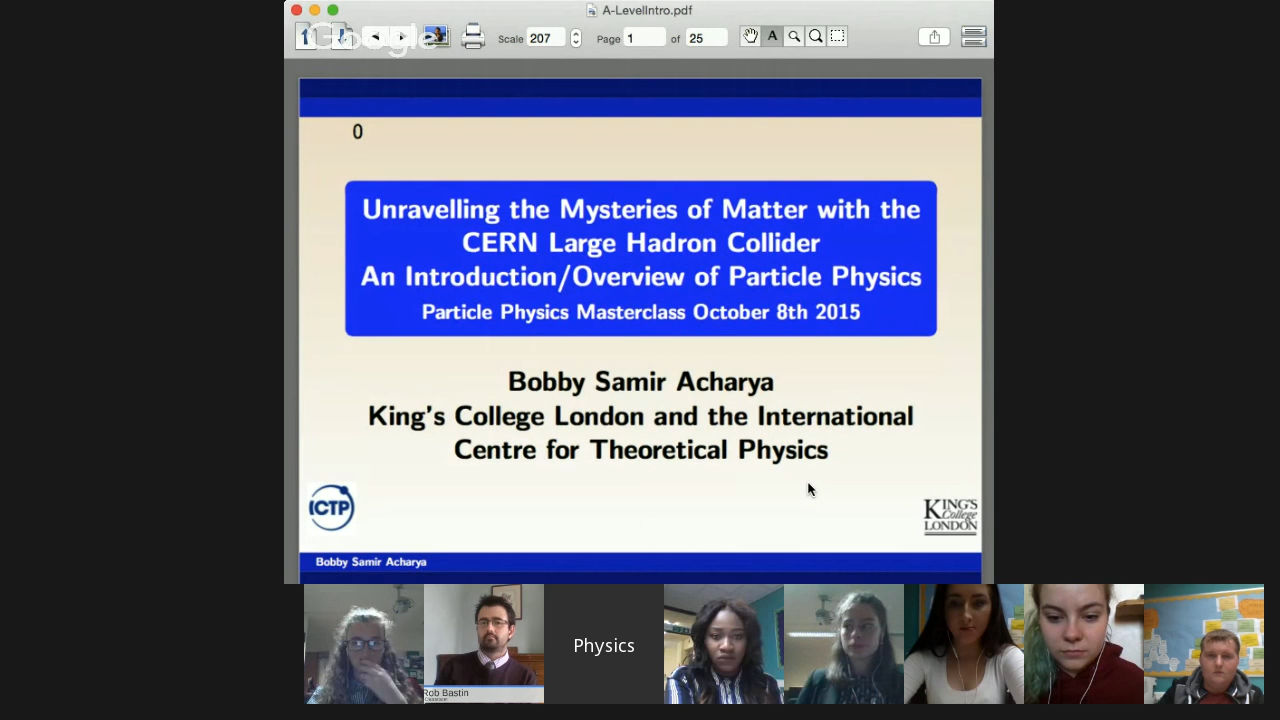 A-LevelIntro.pdf
Google
Scale 207
Page 1 of 25
A
0
Unravelling the Mysteries of Matter with the
CERN Large Hadron Collider
An Introduction/Overview of Particle Physics
Particle Physics Masterclass October 8th 2015
Bobby Samir Acharya
King's College London and the International
Centre for Theoretical Physics
ICTP
KING'S
College
LONDON
Bobby Samir Acharya
Physics
Rob Bastin